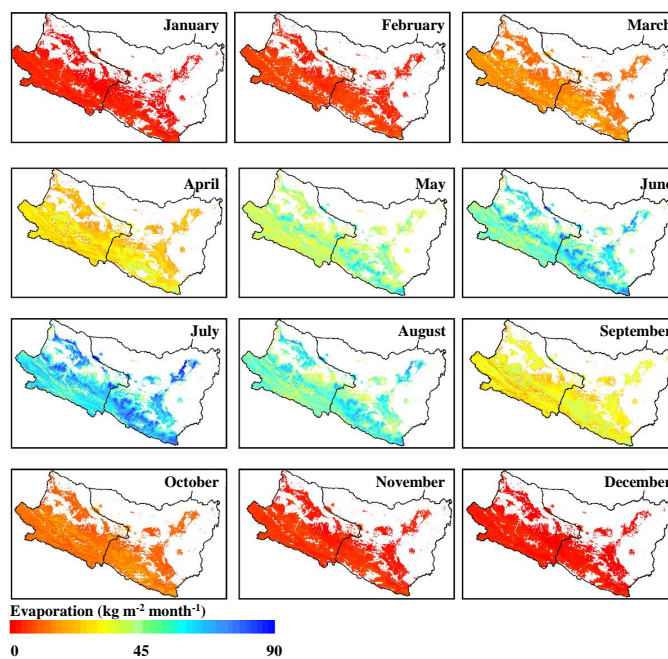 January
February
March
April
May
June
July
August
September
October
November
December
Evaporation (kg m⁻² month⁻¹)
0 45 90